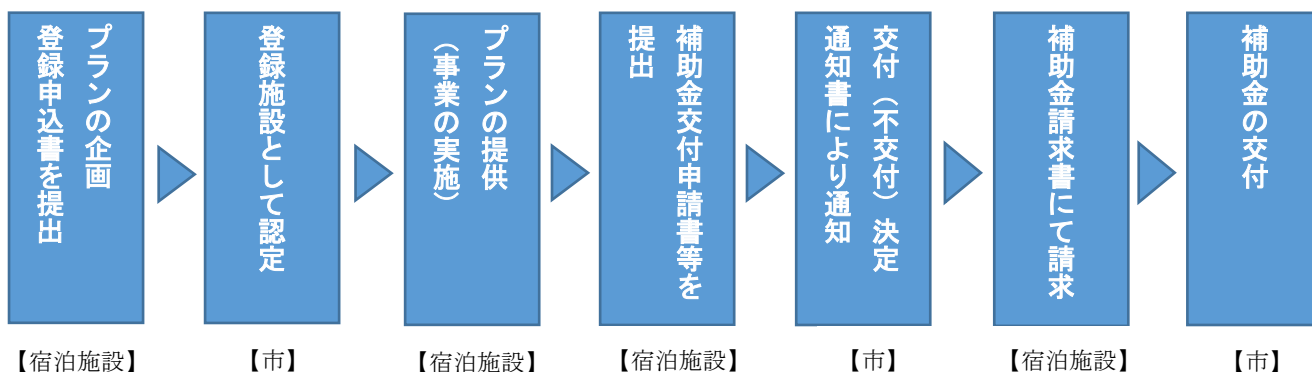 プランの企画
登録申込書を提出
登録施設として認定
プランの提供
（事業の実施）
補助金交付申請書等を
提出
交付（不交付）決定
通知書により通知
補助金請求書にて請求
補助金の交付
【宿泊施設】
【市】
【宿泊施設】
【宿泊施設】
【市】
【宿泊施設】
【市】